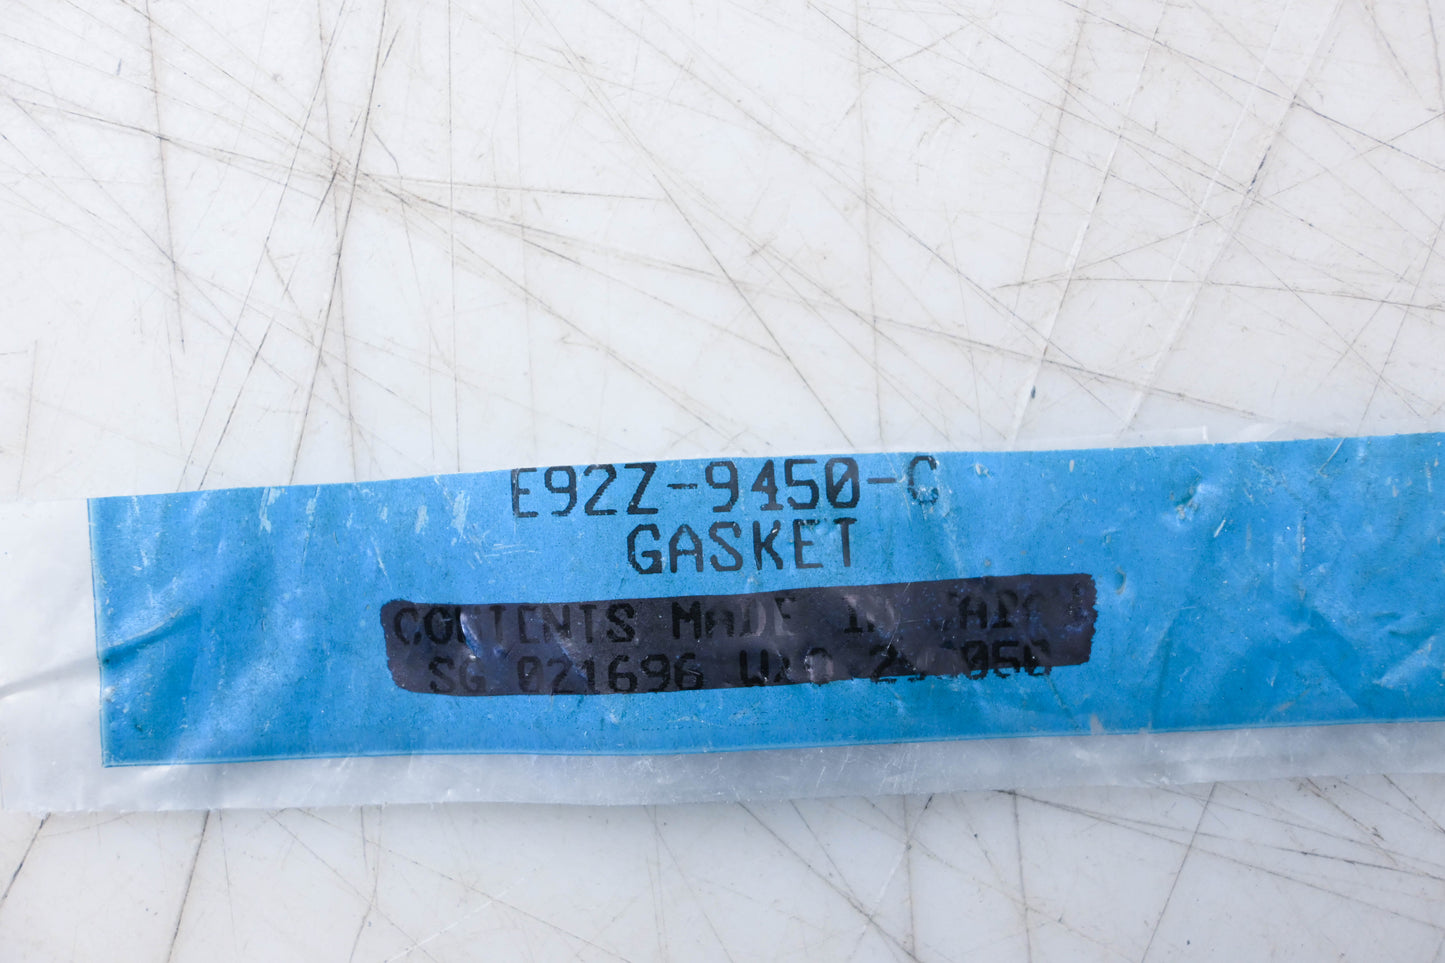 E92Z-9450-C
GASKET
CONTENTS MADE IN
SG 021696